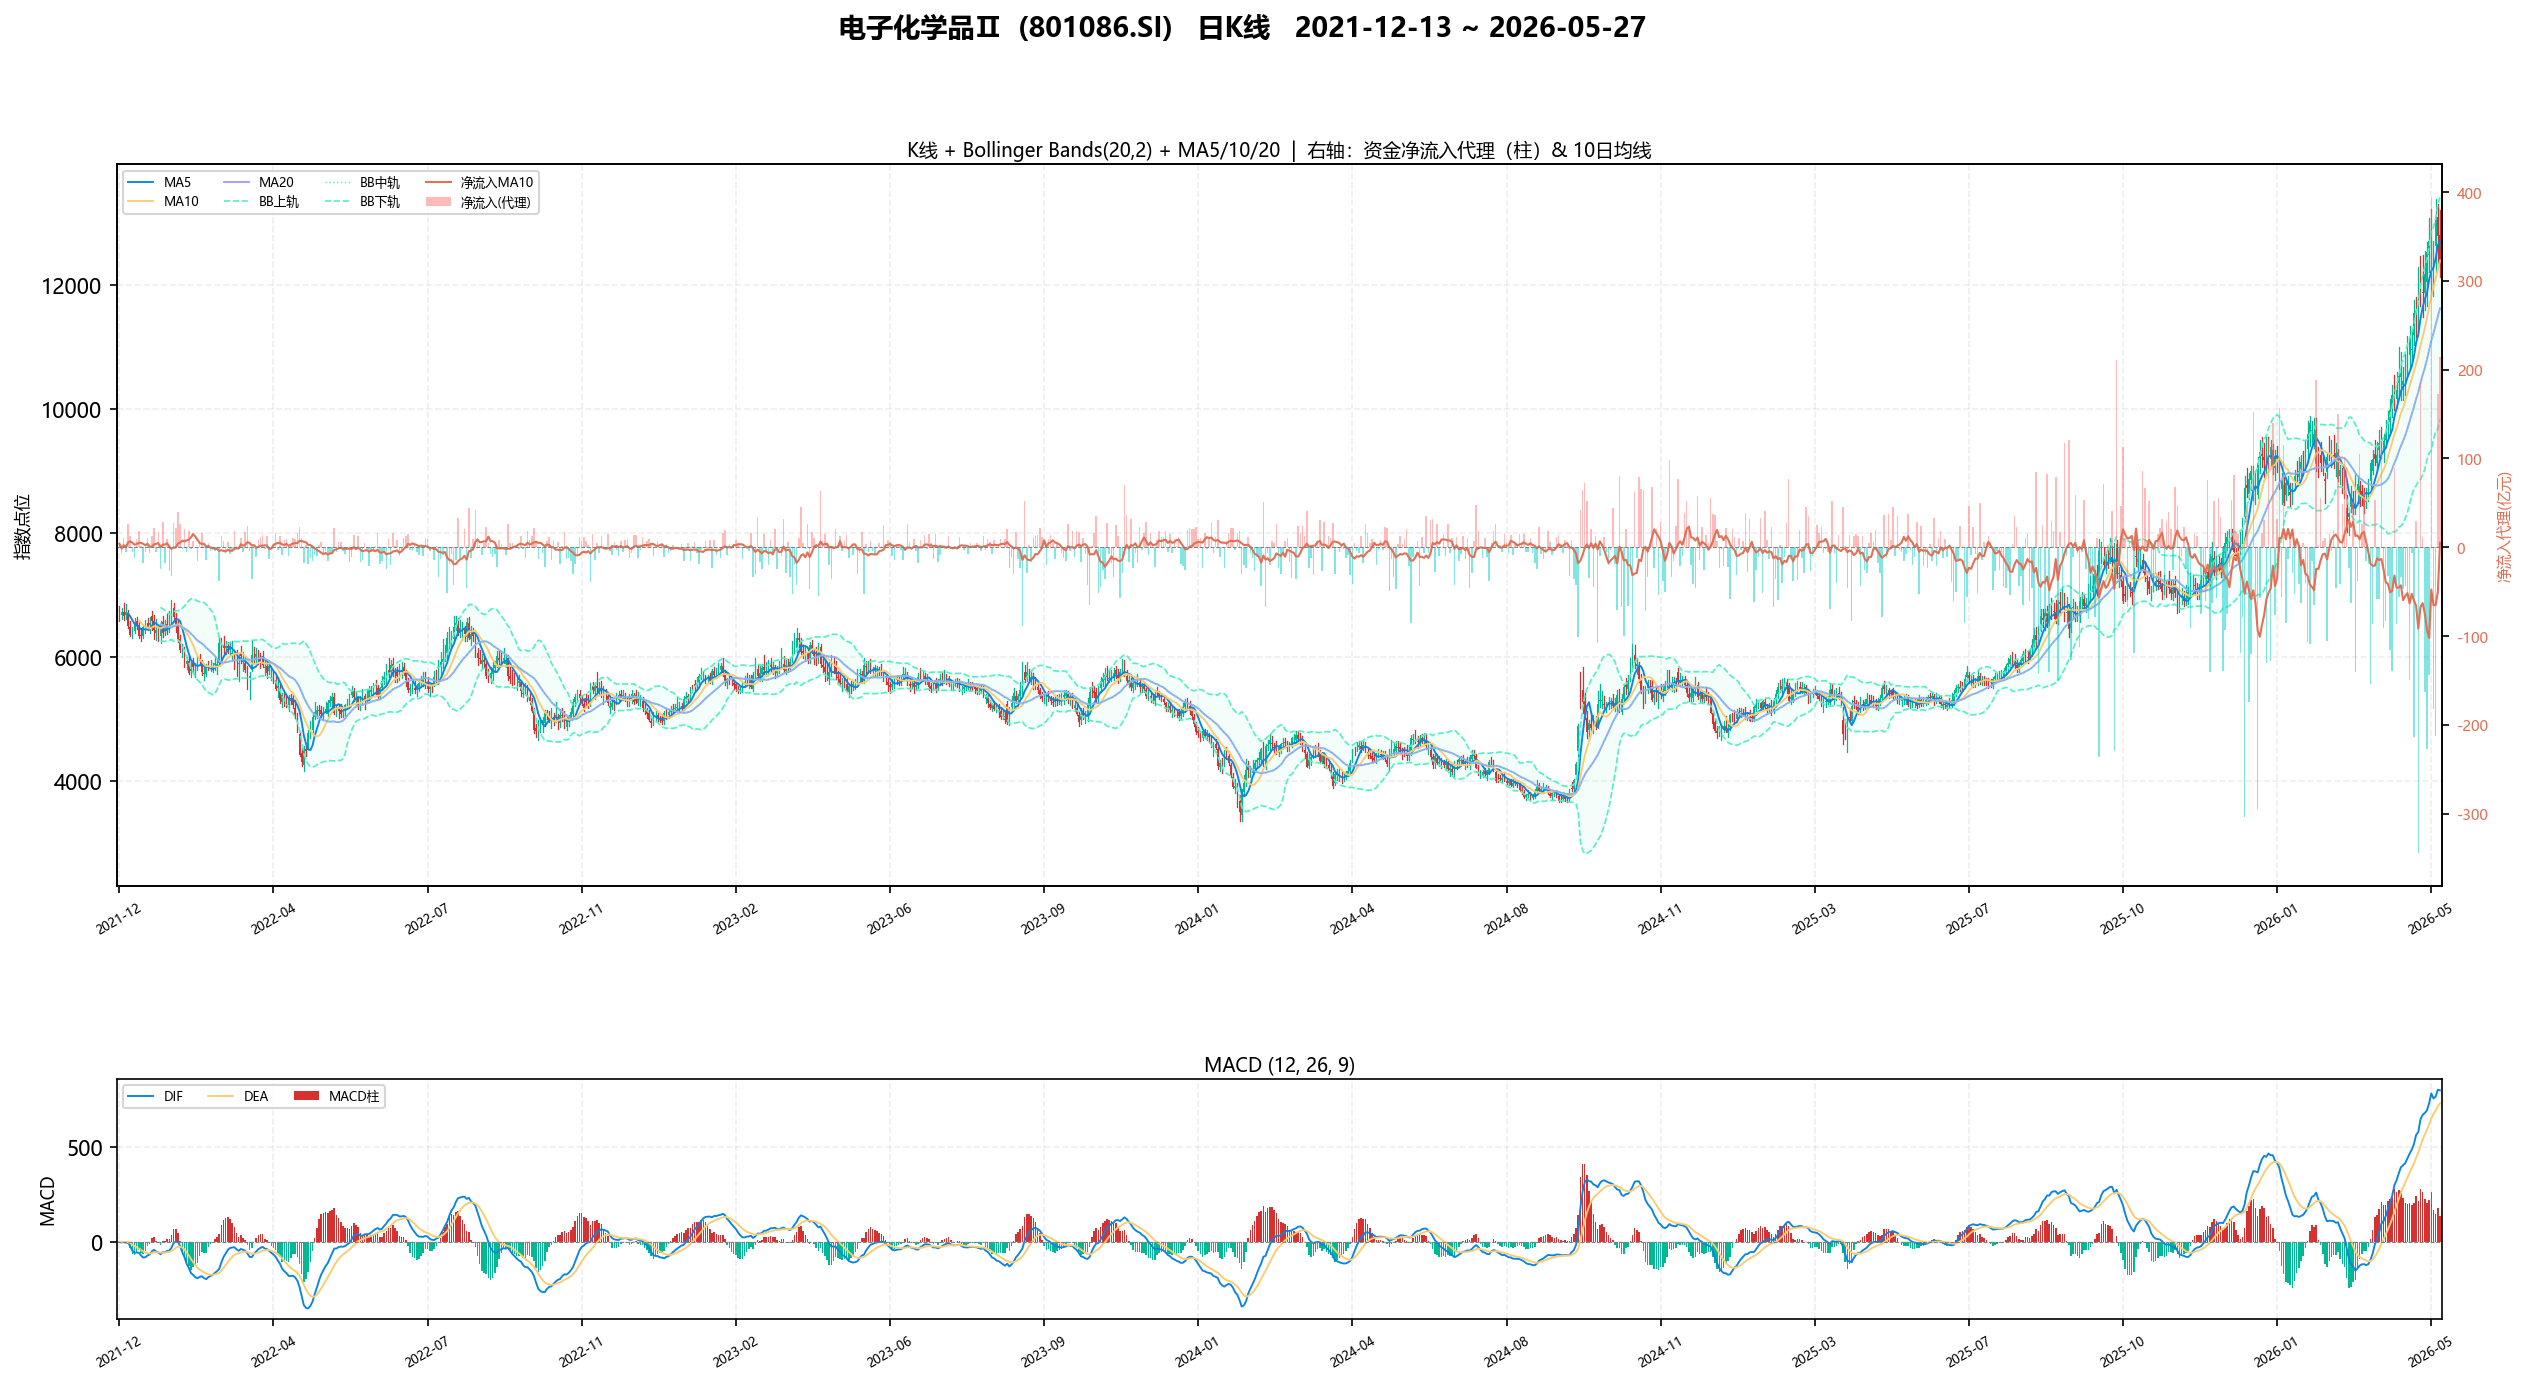 电子化学品Ⅱ (801086.SI) 日K线 2021-12-13 ~ 2026-05-27
K线 + Bollinger Bands(20,2) + MA5/10/20 | 右轴：资金净流入代理（柱）& 10日均线
MA5 MA20 BB中轨 净流入MA10
MA10 BB上轨 BB下轨 净流入(代理)
指数点位
12000
10000
8000
6000
4000
400
300
200
100
0
-100
-200
-300
净流入代理(亿元)
2021-12 2022-04 2022-07 2022-11 2023-02 2023-06 2023-09 2024-01 2024-04 2024-08 2024-11 2025-03 2025-07 2025-10 2026-01 2026-05
MACD (12, 26, 9)
DIF DEA MACD柱
MACD
500
0
2021-12 2022-04 2022-07 2022-11 2023-02 2023-06 2023-09 2024-01 2024-04 2024-08 2024-11 2025-03 2025-07 2025-10 2026-01 2026-05